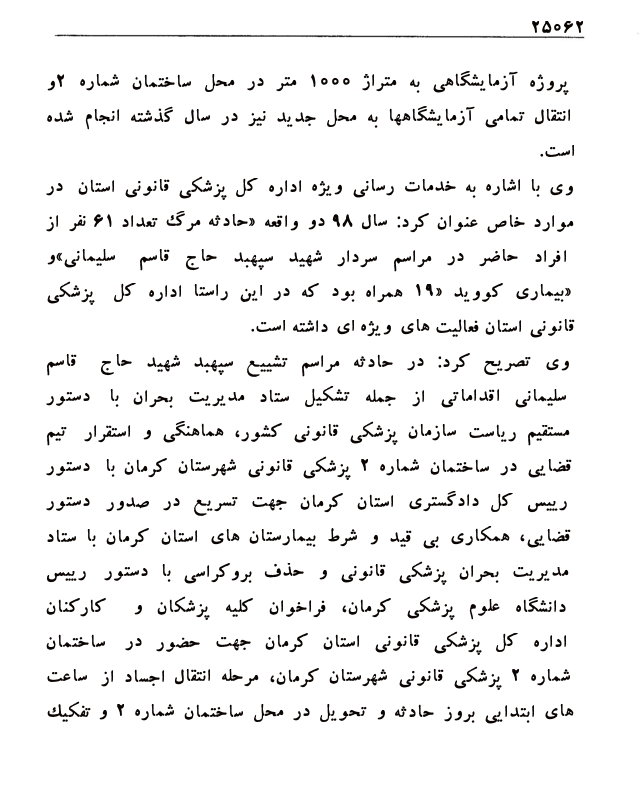 ۲۵۰۶۲
پروژه آزمایشگاهی به متراژ ۱۰۰۰ متر در محل ساختمان شماره ۲و
انتقال تمامی آزمایشگاهها به محل جدید نیز در سال گذشته انجام شده
است.
وی با اشاره به خدمات رسانی ویژه اداره کل پزشکی قانونی استان در
موارد خاص عنوان کرد: سال ۹۸ دو واقعه «حادثه مرگ تعداد ۶۱ نفر از
افراد حاضر در مراسم سردار شهید سپهبد حاج قاسم سلیمانی»و
«بیماری کووید «۱۹ همراه بود که در این راستا اداره کل پزشکی
قانونی استان فعالیت های ویژه ای داشته است.
وی تصریح کرد: در حادثه مراسم تشییع سپهبد شهید حاج قاسم
سلیمانی اقداماتی از جمله تشکیل ستاد مدیریت بحران با دستور
مستقیم ریاست سازمان پزشکی قانونی کشور، هماهنگی و استقرار تیم
قضایی در ساختمان شماره ۲ پزشکی قانونی شهرستان کرمان با دستور
رییس کل دادگستری استان کرمان جهت تسریع در صدور دستور
قضایی، همکاری بی قید و شرط بیمارستان های استان کرمان با ستاد
مدیریت بحران پزشکی قانونی و حذف بروکراسی با دستور رییس
دانشگاه علوم پزشکی کرمان، فراخوان کلیه پزشکان و کارکنان
اداره کل پزشکی قانونی استان کرمان جهت حضور در ساختمان
شماره ۲ پزشکی قانونی شهرستان کرمان، مرحله انتقال اجساد از ساعت
های ابتدایی بروز حادثه و تحویل در محل ساختمان شماره ۲ و تفکیک